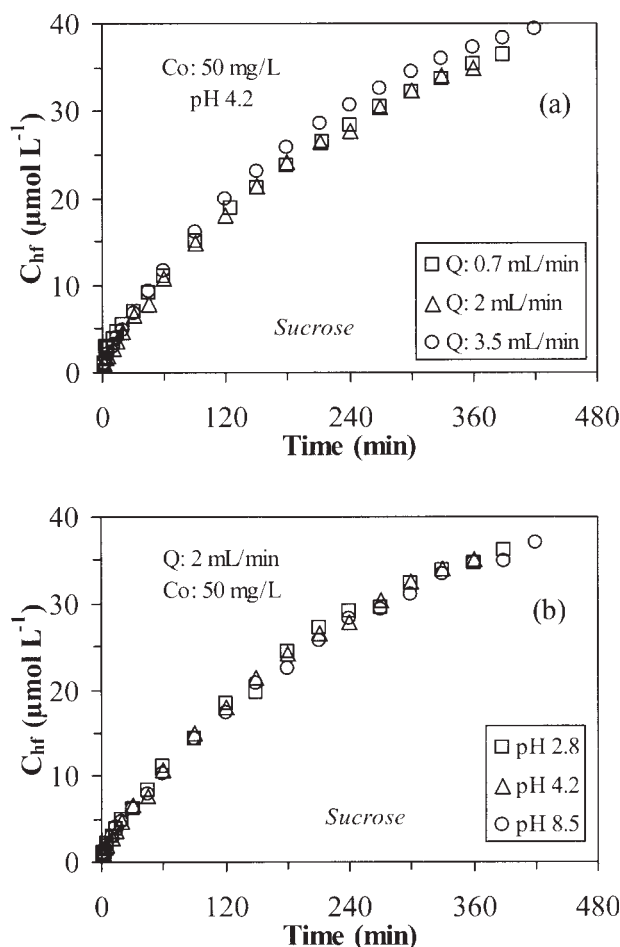 40
30
20
10
0
C_hf (µmol L⁻¹)
Co: 50 mg/L
pH 4.2
(a)
□ Q: 0.7 mL/min
△ Q: 2 mL/min
○ Q: 3.5 mL/min
Sucrose
0 120 240 360 480
Time (min)
40
30
20
10
0
C_hf (µmol L⁻¹)
Q: 2 mL/min
Co: 50 mg/L
(b)
□ pH 2.8
△ pH 4.2
○ pH 8.5
Sucrose
0 120 240 360 480
Time (min)